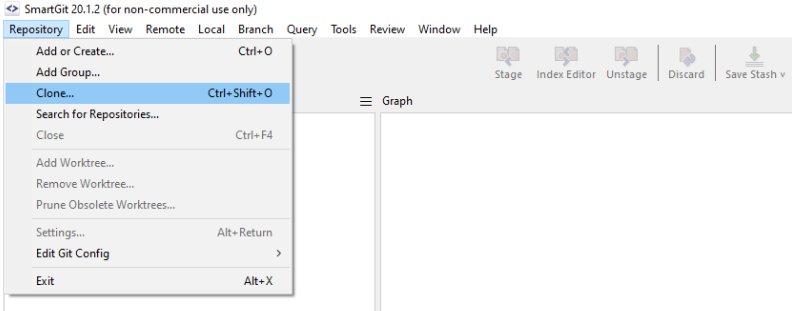 SmartGit 20.1.2 (for non-commercial use only)
Repository Edit View Remote Local Branch Query Tools Review Window Help
Add or Create... Ctrl+O
Add Group...
Clone... Ctrl+Shift+O
Search for Repositories...
Close Ctrl+F4
Add Worktree...
Remove Worktree...
Prune Obsolete Worktrees...
Settings... Alt+Return
Edit Git Config
Exit Alt+X
Stage Index Editor Unstage Discard Save Stash
Graph